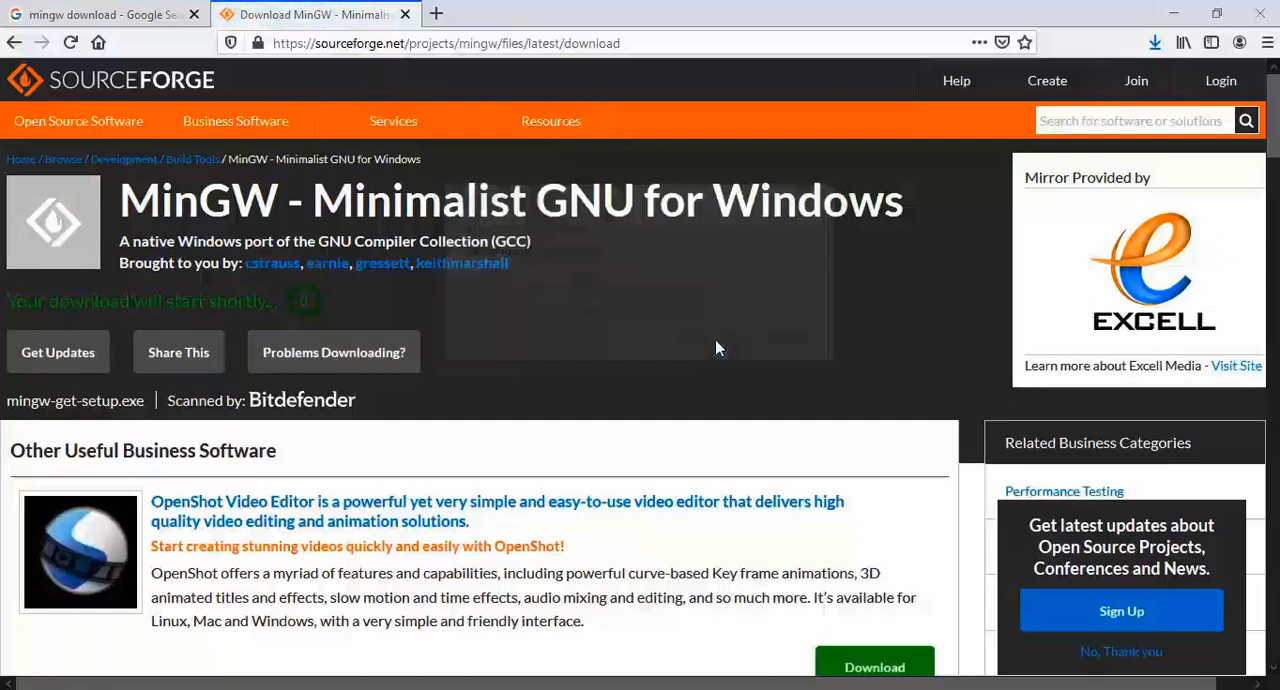 mingw download - Google Sea
Download MinGW - Minimalis
https://sourceforge.net/projects/mingw/files/latest/download
SOURCEFORGE
Help
Create
Join
Login
Open Source Software
Business Software
Services
Resources
Search for software or solutions
Home / Browse / Development / Build Tools / MinGW - Minimalist GNU for Windows
MinGW - Minimalist GNU for Windows
A native Windows port of the GNU Compiler Collection (GCC)
Brought to you by: cstrauss, earnie, gressett, keithmarshall
Your download will start shortly... 0
Get Updates
Share This
Problems Downloading?
mingw-get-setup.exe | Scanned by: Bitdefender
Mirror Provided by
EXCELL
Learn more about Excell Media - Visit Site
Other Useful Business Software
OpenShot Video Editor is a powerful yet very simple and easy-to-use video editor that delivers high
quality video editing and animation solutions.
Start creating stunning videos quickly and easily with OpenShot!
OpenShot offers a myriad of features and capabilities, including powerful curve-based Key frame animations, 3D
animated titles and effects, slow motion and time effects, audio mixing and editing, and so much more. It's available for
Linux, Mac and Windows, with a very simple and friendly interface.
Download
Related Business Categories
Performance Testing
Get latest updates about
Open Source Projects,
Conferences and News.
Sign Up
No, Thank you